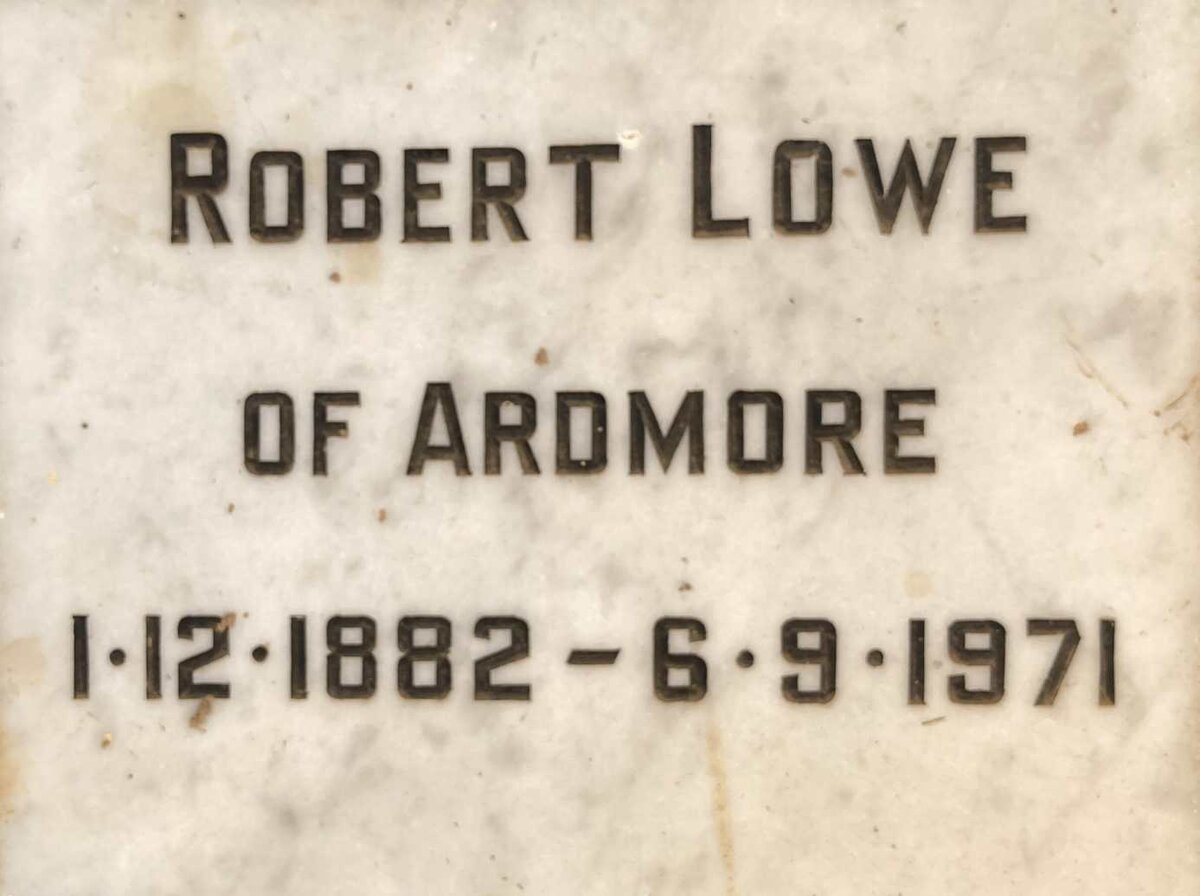 ROBERT LOWE
OF ARDMORE
1·12·1882 – 6·9·1971